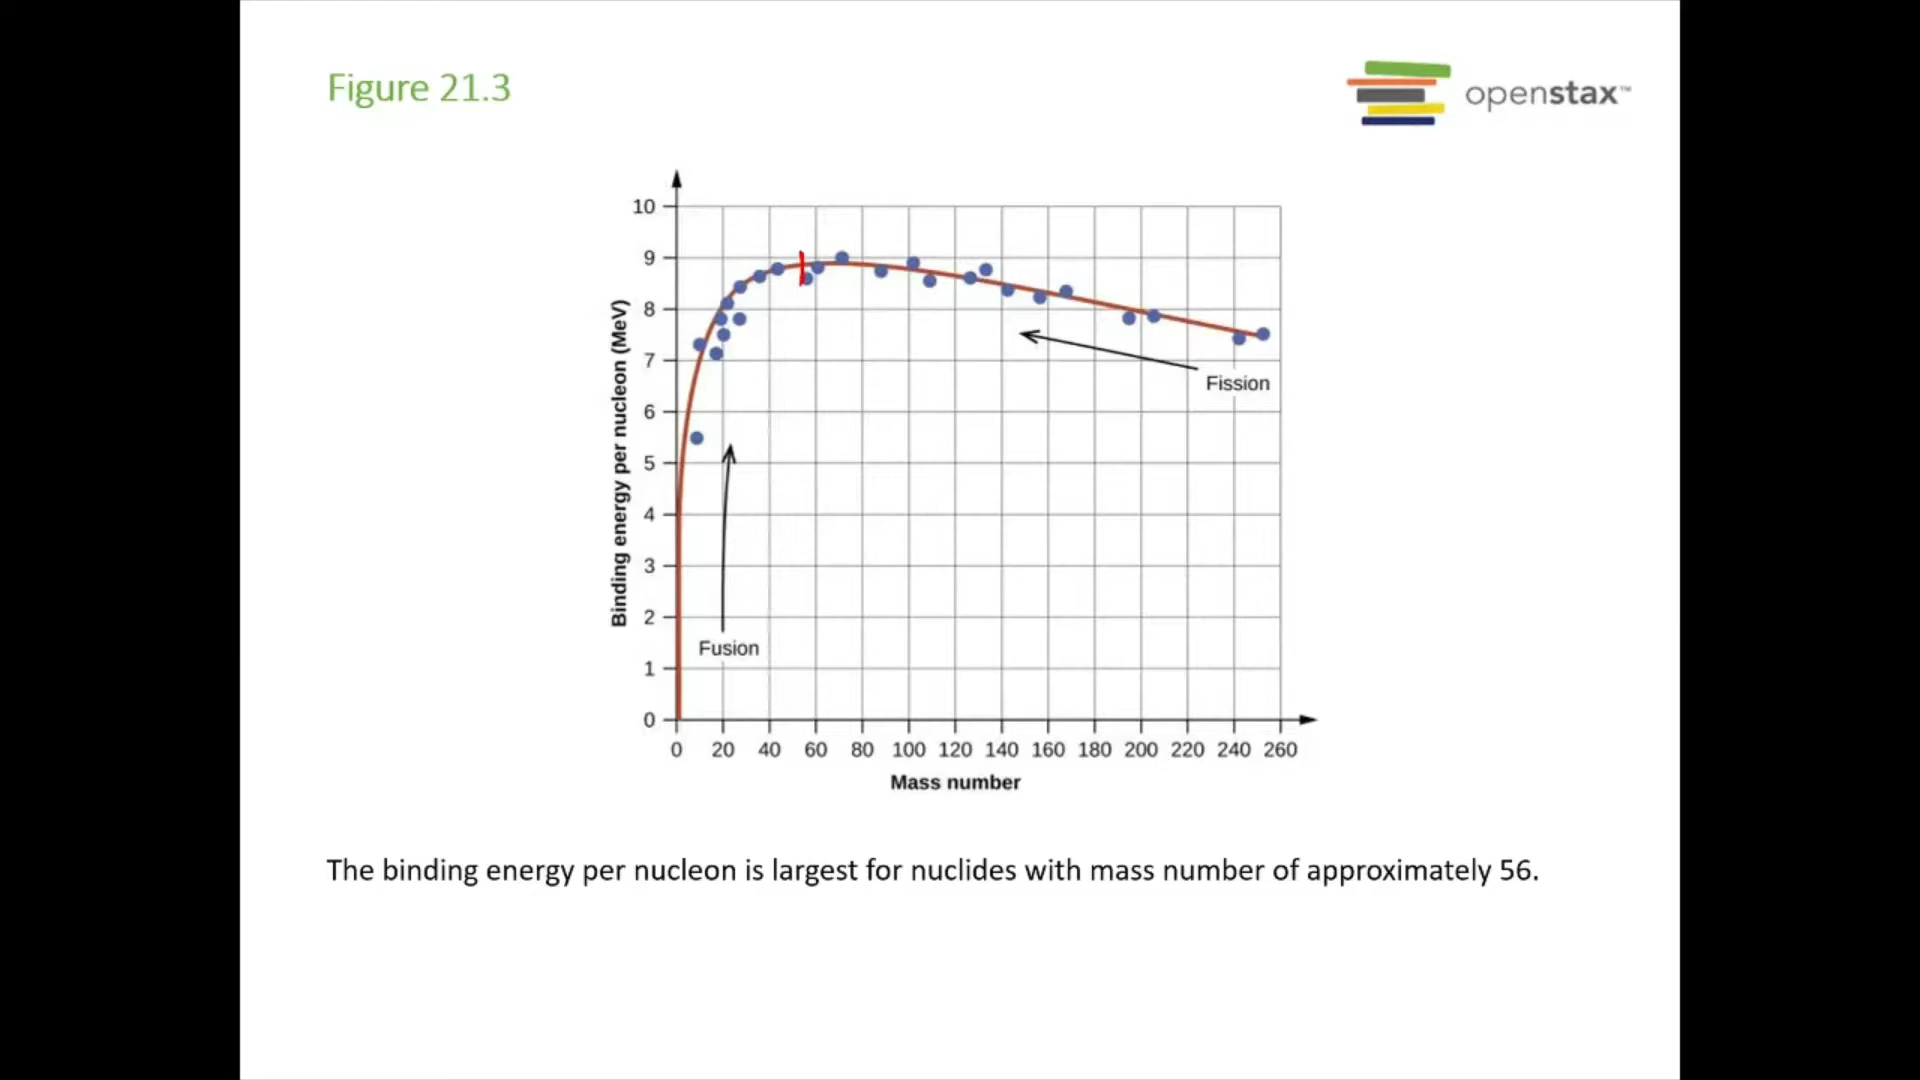 Figure 21.3
openstax™
10
9
8
7
6
5
4
3
2
1
0
Binding energy per nucleon (MeV)
Fission
Fusion
0 20 40 60 80 100 120 140 160 180 200 220 240 260
Mass number
The binding energy per nucleon is largest for nuclides with mass number of approximately 56.